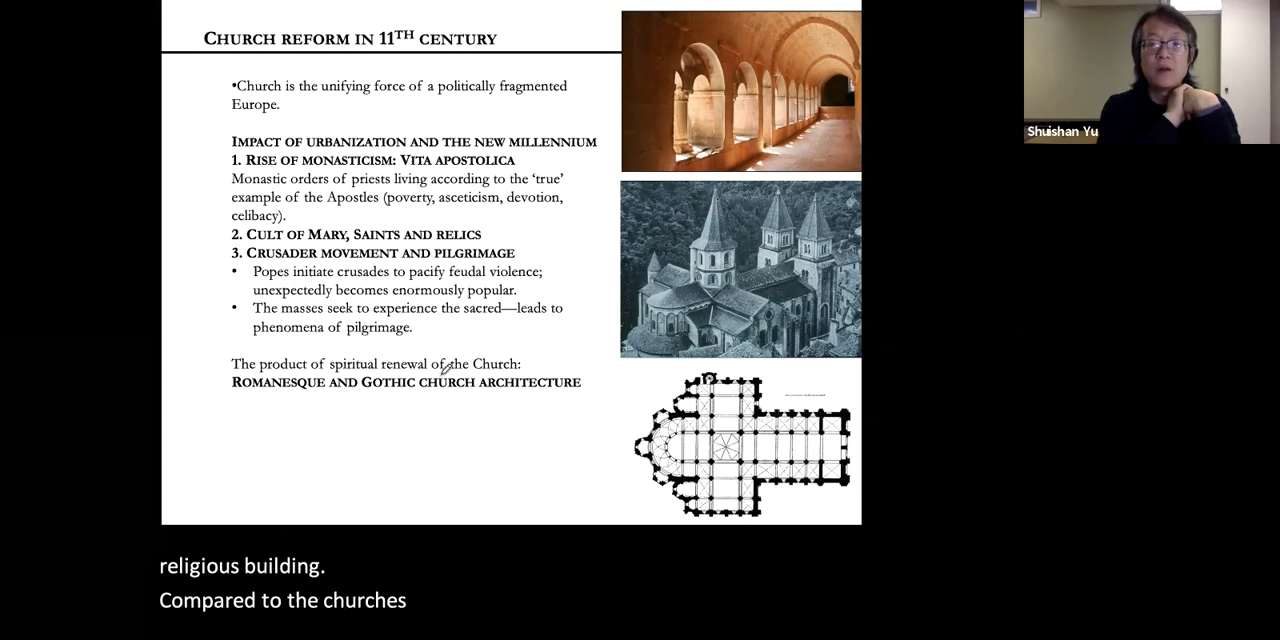 CHURCH REFORM IN 11TH CENTURY
•Church is the unifying force of a politically fragmented
Europe.
IMPACT OF URBANIZATION AND THE NEW MILLENNIUM
1. RISE OF MONASTICISM: VITA APOSTOLICA
Monastic orders of priests living according to the ‘true’
example of the Apostles (poverty, asceticism, devotion,
celibacy).
2. CULT OF MARY, SAINTS AND RELICS
3. CRUSADER MOVEMENT AND PILGRIMAGE
• Popes initiate crusades to pacify feudal violence;
unexpectedly becomes enormously popular.
• The masses seek to experience the sacred—leads to
phenomena of pilgrimage.
The product of spiritual renewal of the Church:
ROMANESQUE AND GOTHIC CHURCH ARCHITECTURE
Shuishan Yu
religious building.
Compared to the churches